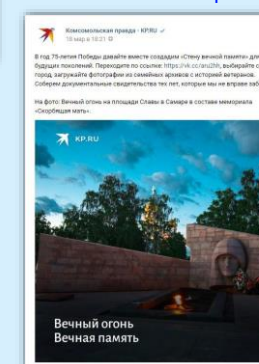 Комсомольская правда - KP.RU
16 мар в 18:21
В год 75-летия Победы давайте вместе создадим «Стену вечной памяти» для
будущих поколений. Переходите по ссылке: выбирайте
город, загружайте фотографии из семейных архивов с историей ветеранов.
Соберем документальные свидетельства тех лет, которые мы не вправе
На фото: Вечный огонь на площади Славы в Самаре в составе мемориала
«Скорбящая мать».
KP.RU
Вечный огонь
Вечная память